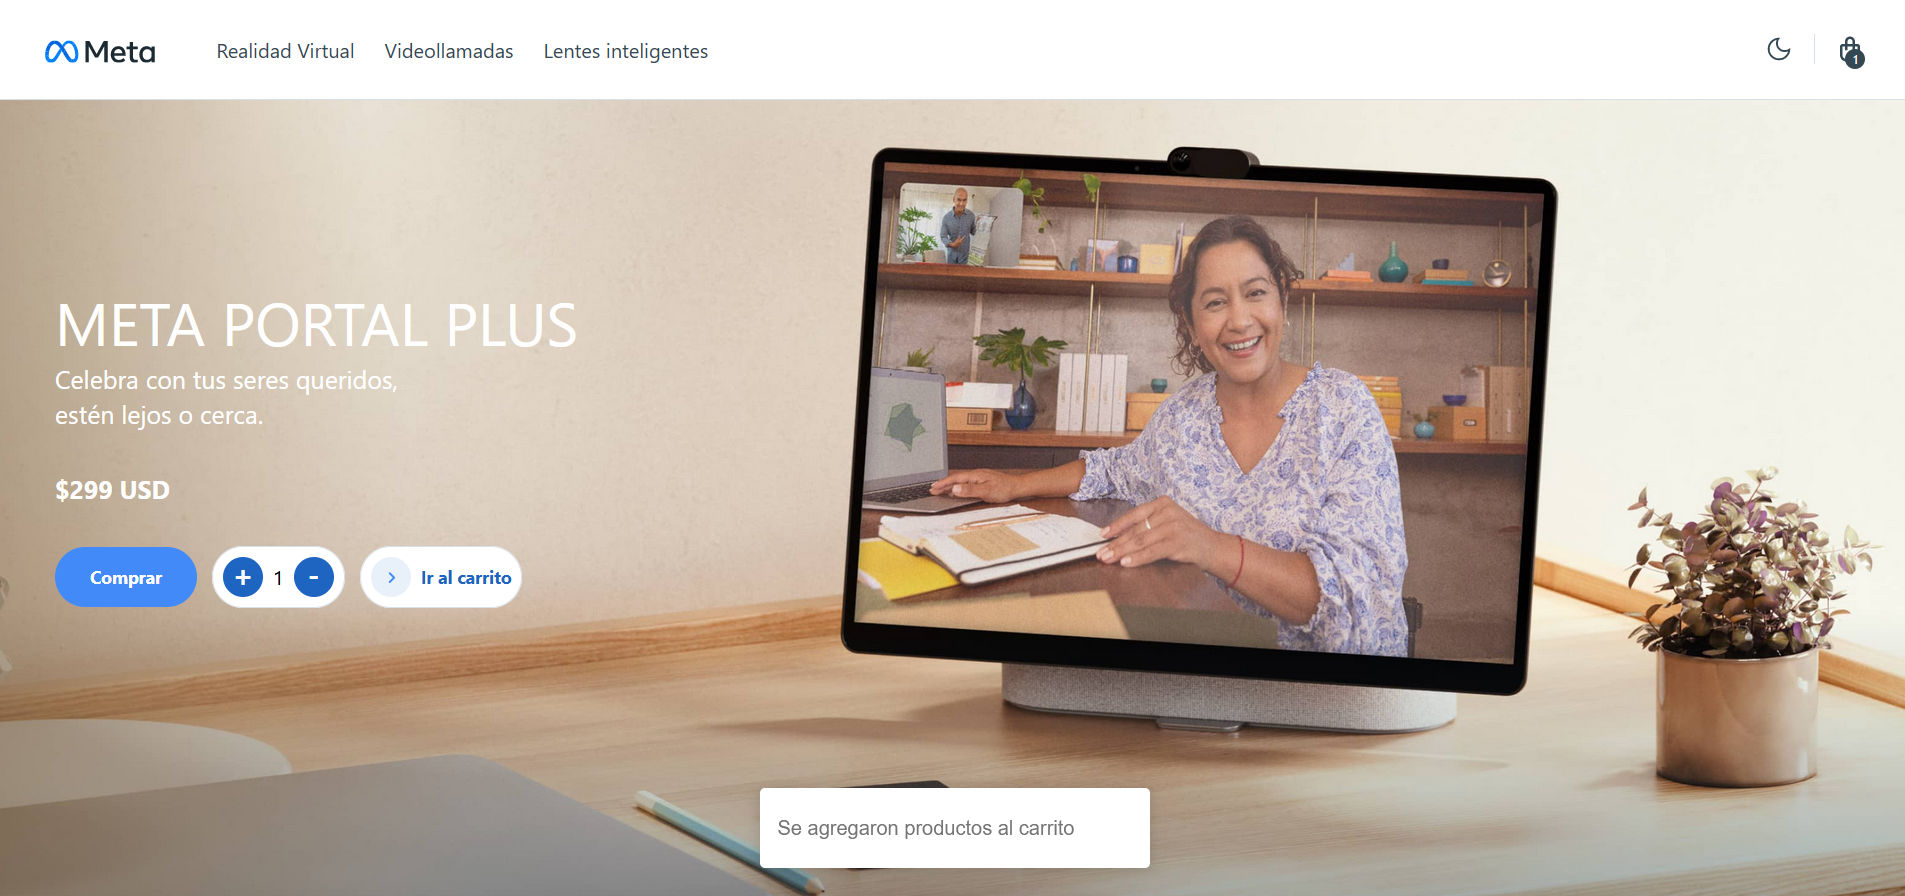 Meta
Realidad Virtual
Videollamadas
Lentes inteligentes
1
META PORTAL PLUS
Celebra con tus seres queridos,
estén lejos o cerca.
$299 USD
Comprar
+ 1 -
Ir al carrito
Se agregaron productos al carrito